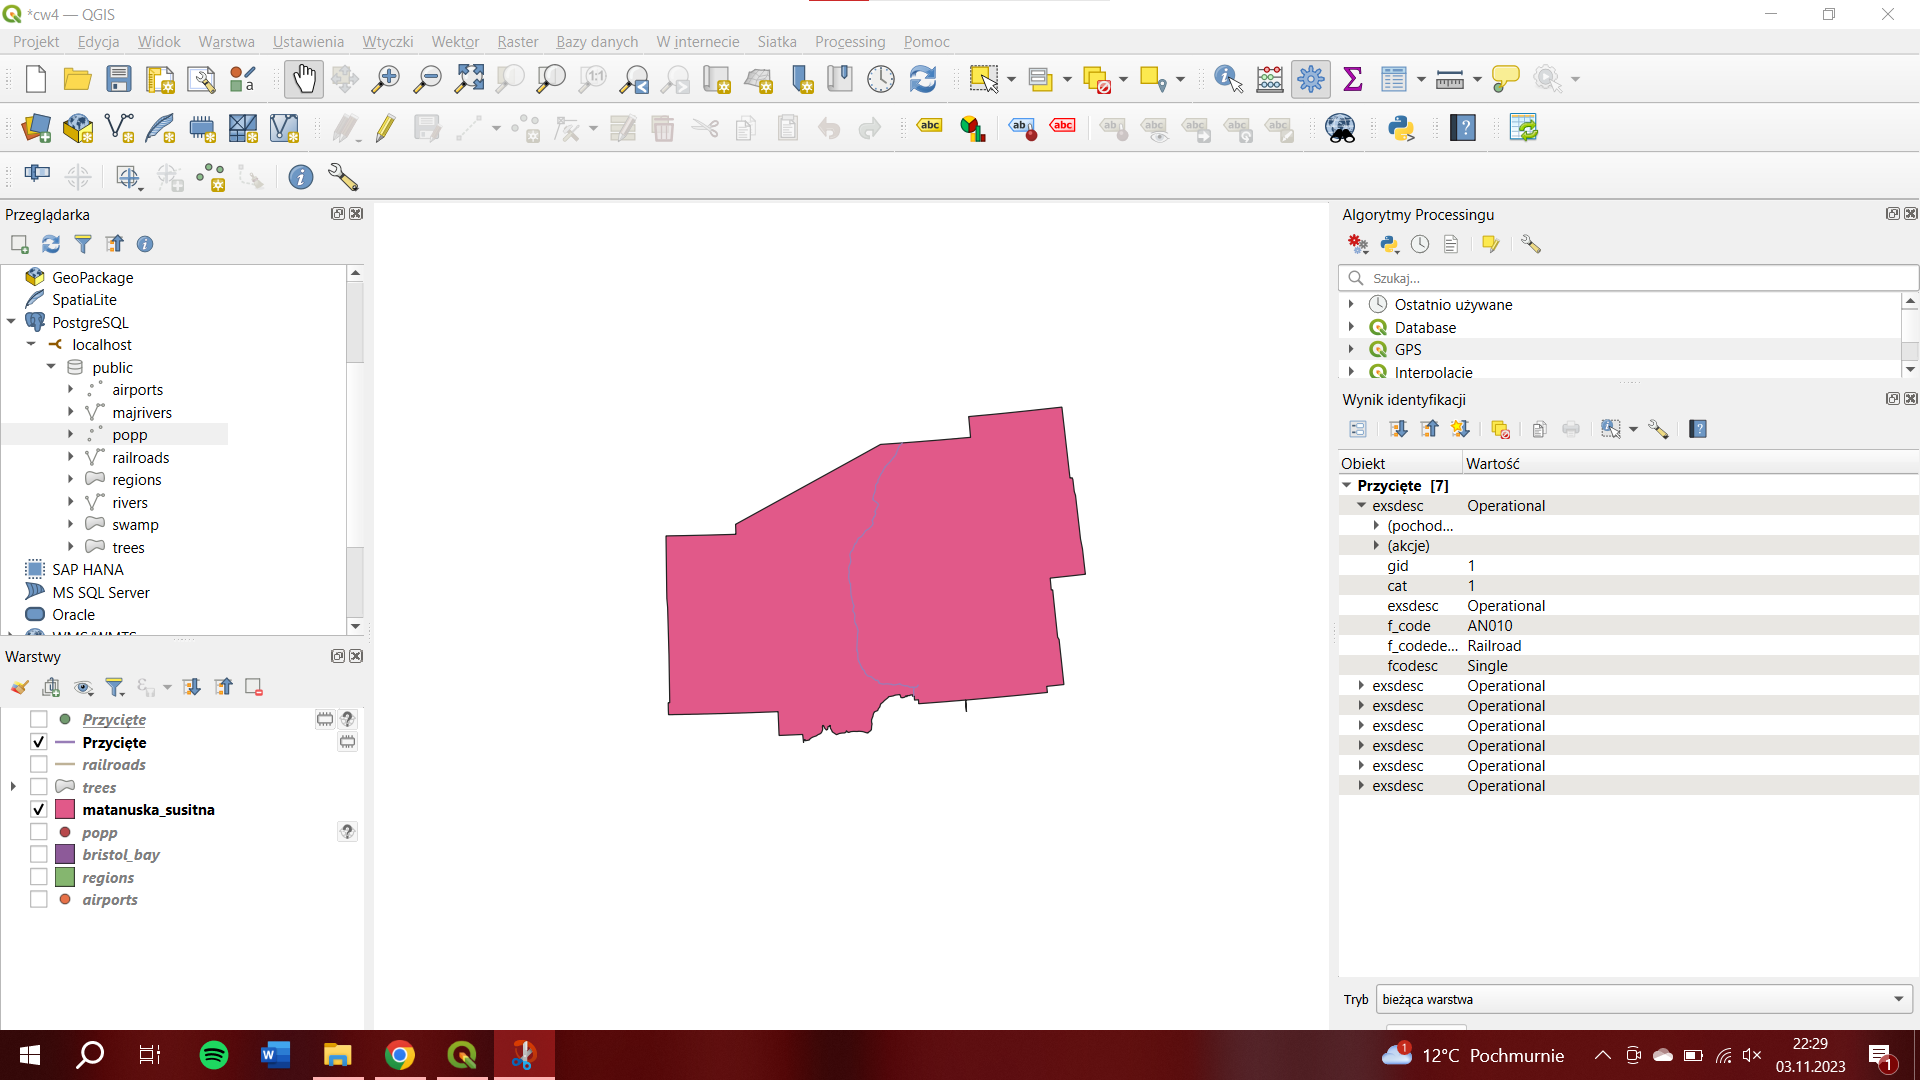 *cw4 — QGIS
Projekt Edycja Widok Warstwa Ustawienia Wtyczki Wektor Raster Bazy danych W internecie Siatka Processing Pomoc
Przeglądarka
GeoPackage
SpatiaLite
PostgreSQL
localhost
public
airports
majrivers
popp
railroads
regions
rivers
swamp
trees
SAP HANA
MS SQL Server
Oracle
WMS/WMTS
Warstwy
Przycięte
Przycięte
railroads
trees
matanuska_susitna
popp
bristol_bay
regions
airports
Algorytmy Processingu
Szukaj...
Ostatnio używane
Database
GPS
Interpolacje
Wynik identyfikacji
Obiekt Wartość
Przycięte [7]
exsdesc Operational
(pochod...
(akcje)
gid 1
cat 1
exsdesc Operational
f_code AN010
f_codede... Railroad
fcodesc Single
exsdesc Operational
exsdesc Operational
exsdesc Operational
exsdesc Operational
exsdesc Operational
exsdesc Operational
Tryb bieżąca warstwa
12°C Pochmurnie
22:29
03.11.2023